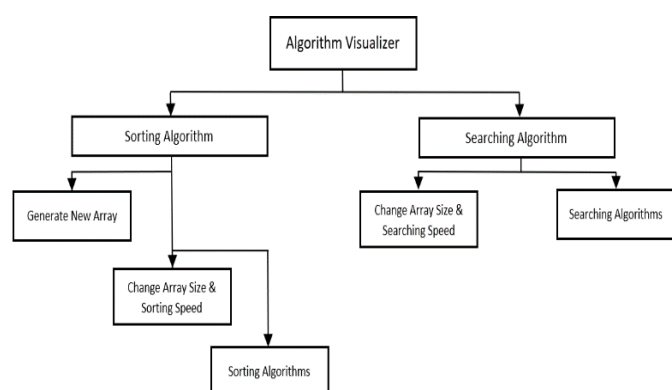 Algorithm Visualizer
Sorting Algorithm
Searching Algorithm
Generate New Array
Change Array Size &
Searching Speed
Searching Algorithms
Change Array Size &
Sorting Speed
Sorting Algorithms